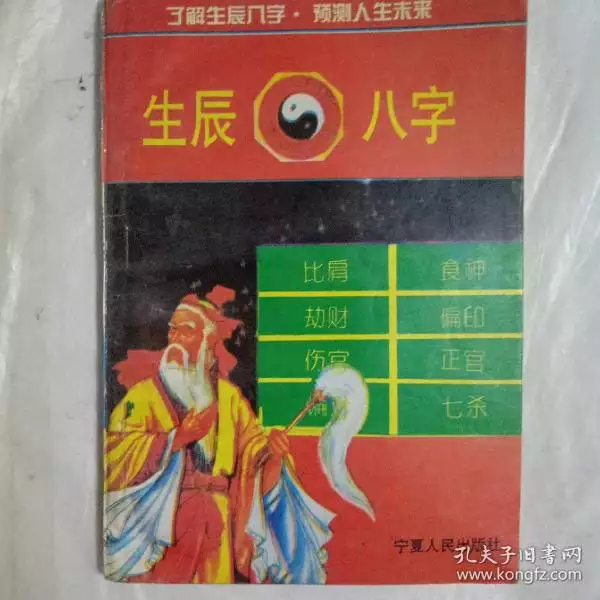 了解生辰八字·预测人生未来
生辰 八字
比肩 食神
劫财 偏印
伤官 正官
七杀
宁夏人民出版社
孔夫子旧书网
www.kongfz.com